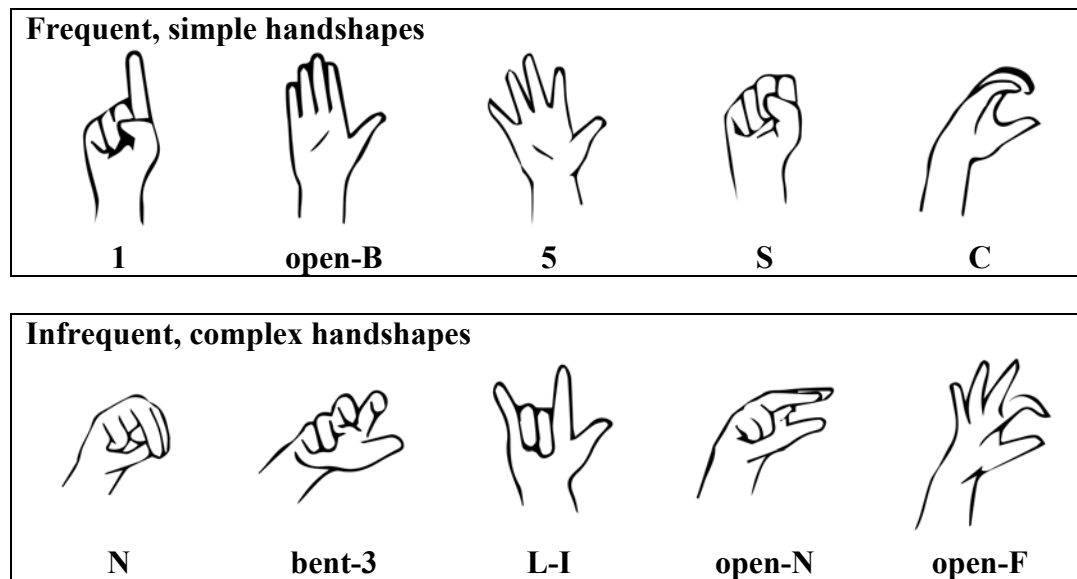 Frequent, simple handshapes
1 open-B 5 S C
Infrequent, complex handshapes
N bent-3 L-I open-N open-F